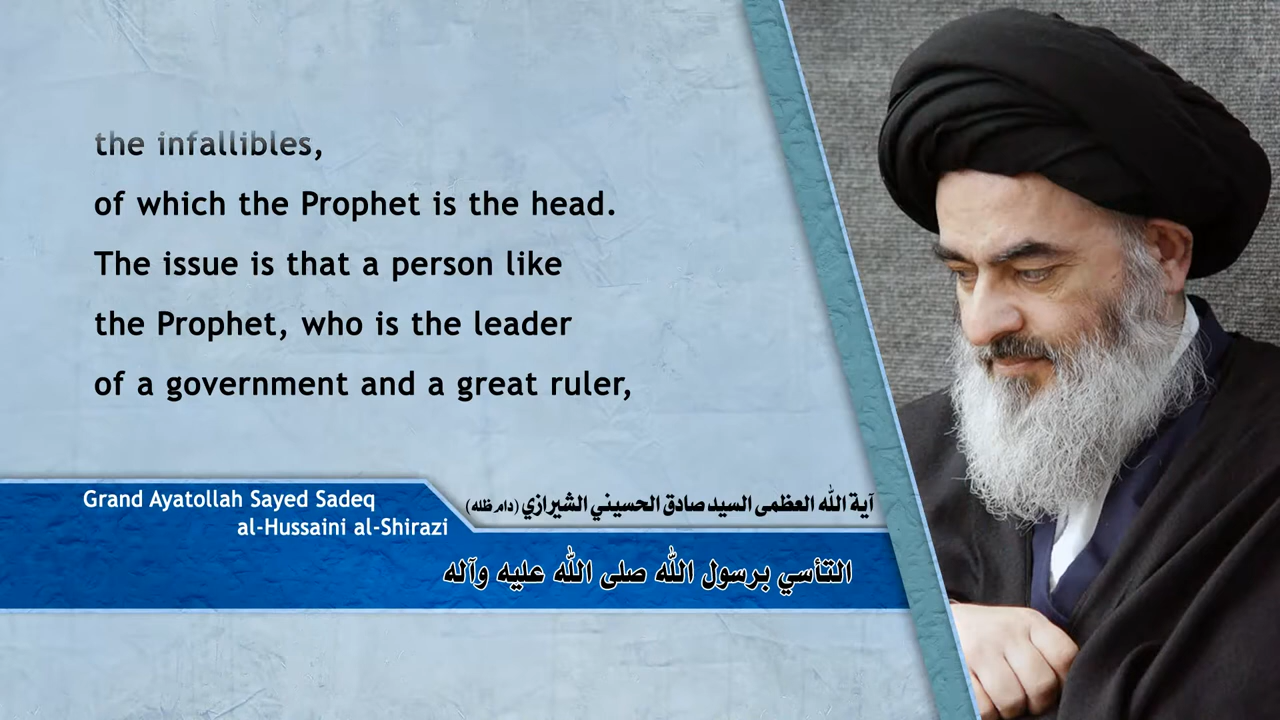 the infallibles,
of which the Prophet is the head.
The issue is that a person like
the Prophet, who is the leader
of a government and a great ruler,
Grand Ayatollah Sayed Sadeq
al-Hussaini al-Shirazi
آية الله العظمى السيد صادق الحسيني الشيرازي (دام ظله)
التأسي برسول الله صلى الله عليه وآله